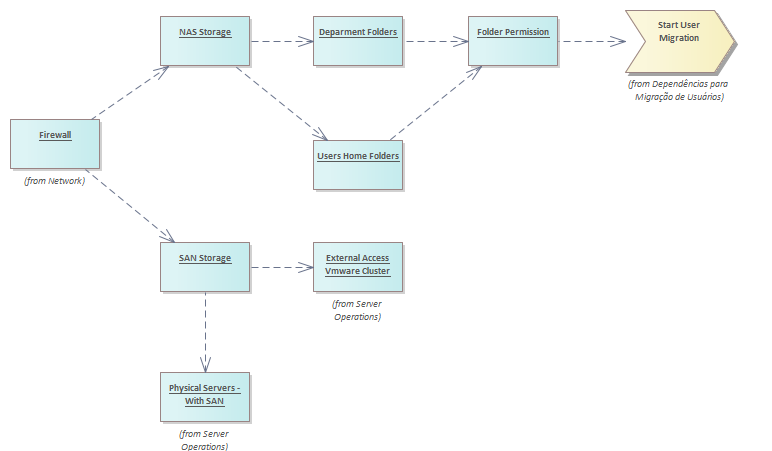 NAS Storage
Deparment Folders
Folder Permission
Start User
Migration
(from Dependências para
Migração de Usuários)
Firewall
(from Network)
Users Home Folders
SAN Storage
External Access
Vmware Cluster
(from Server
Operations)
Physical Servers -
With SAN
(from Server
Operations)